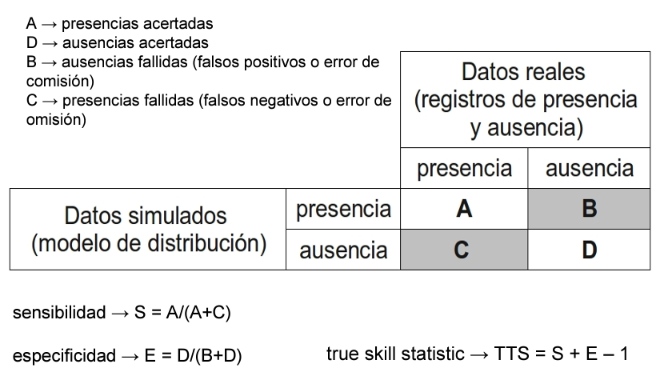 A → presencias acertadas
D → ausencias acertadas
B → ausencias fallidas (falsos positivos o error de
comisión)
C → presencias fallidas (falsos negativos o error de
omisión)
Datos reales
(registros de presencia
y ausencia)
presencia ausencia
Datos simulados
(modelo de distribución)
presencia A B
ausencia C D
sensibilidad → S = A/(A+C)
especificidad → E = D/(B+D)
true skill statistic → TTS = S + E – 1